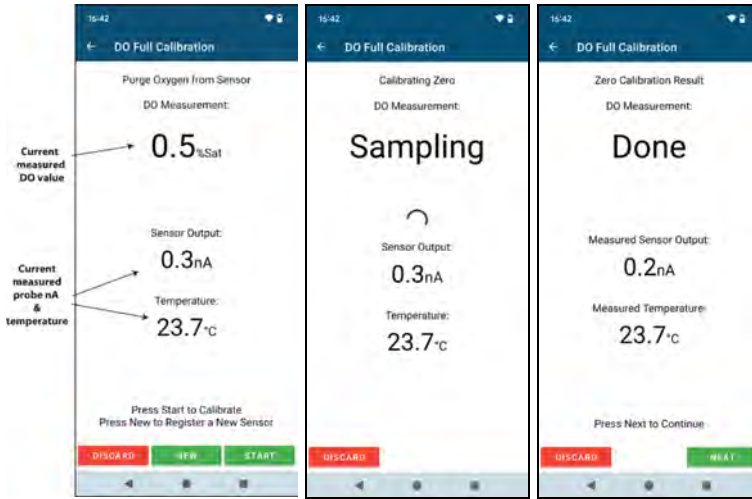 Current
measured
DO value
Current
measured
probe nA
&
temperature
16:42
← DO Full Calibration
Purge Oxygen from Sensor
DO Measurement:
0.5%Sat
Sensor Output:
0.3nA
Temperature:
23.7°C
Press Start to Calibrate
Press New to Register a New Sensor
DISCARD NEW START
16:42
← DO Full Calibration
Calibrating Zero
DO Measurement:
Sampling
Sensor Output:
0.3nA
Temperature:
23.7°C
DISCARD
16:42
← DO Full Calibration
Zero Calibration Result
DO Measurement:
Done
Measured Sensor Output:
0.2nA
Measured Temperature:
23.7°C
Press Next to Continue
DISCARD NEXT